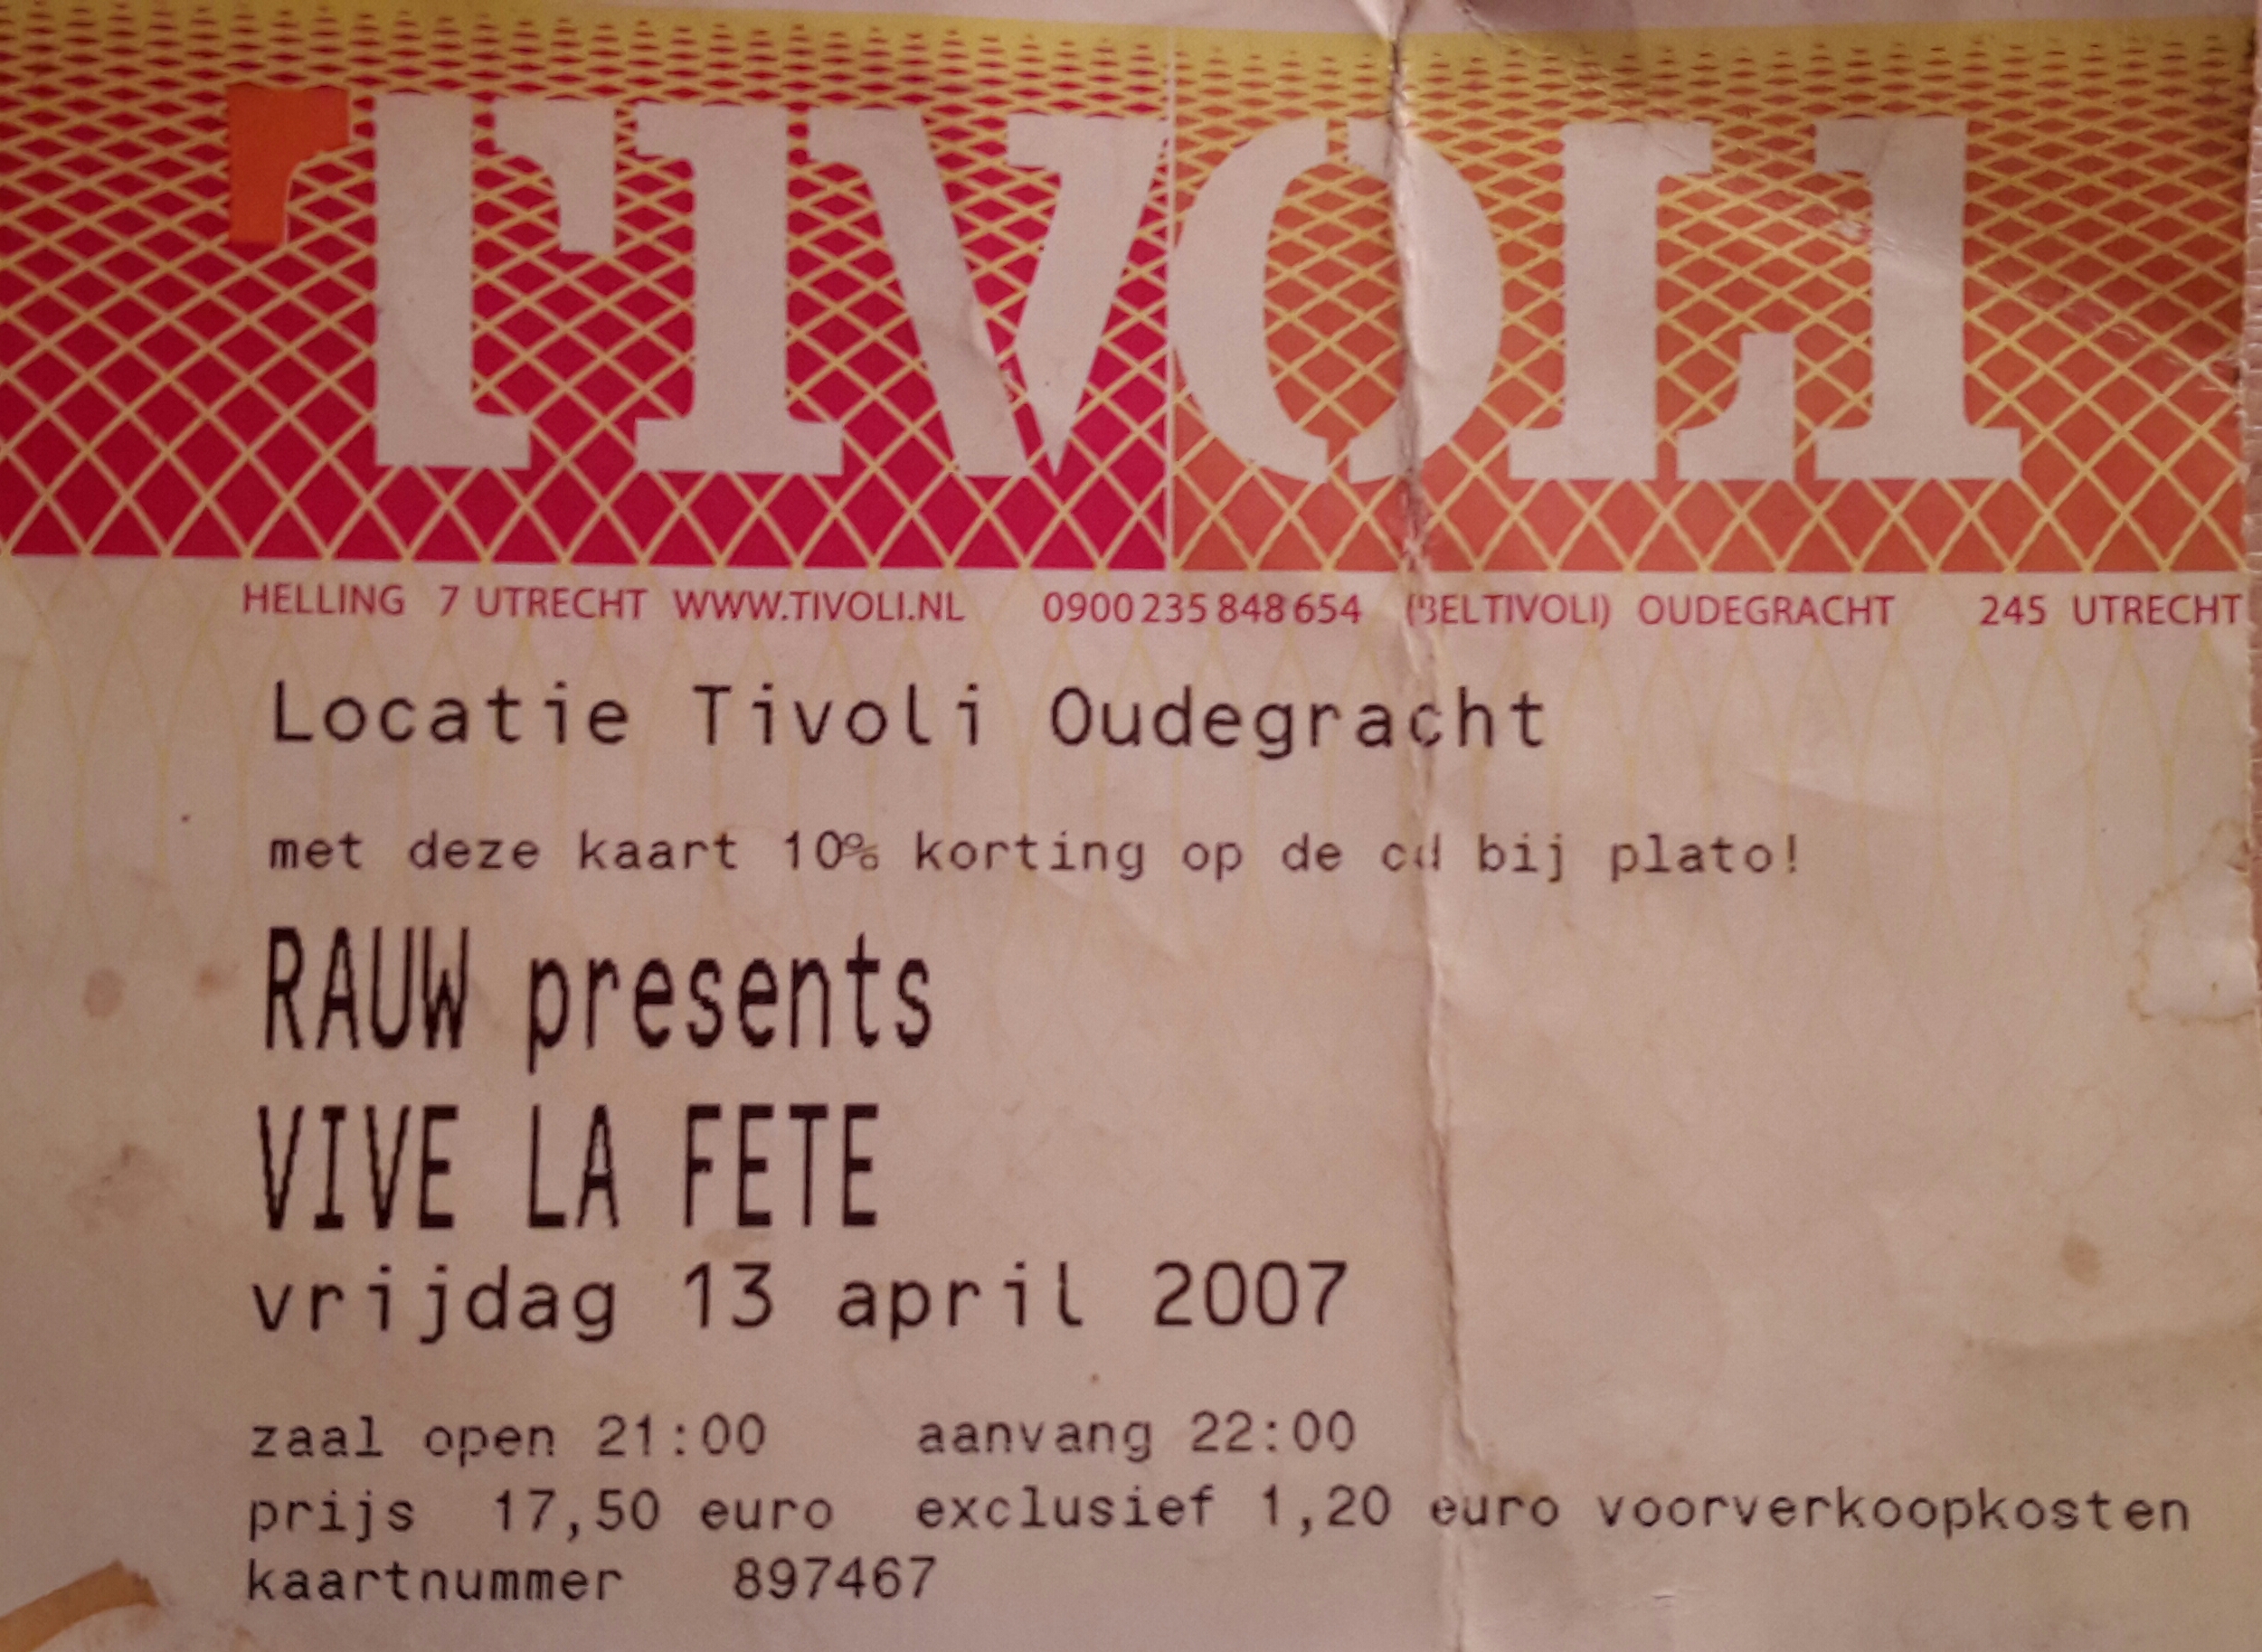 TIVOLI
HELLING 7 UTRECHT WWW.TIVOLI.NL 0900 235 848 654 (BELTIVOLI) OUDEGRACHT 245 UTRECHT
Locatie Tivoli Oudegracht
met deze kaart 10% korting op de cd bij plato!
RAUW presents
VIVE LA FETE
vrijdag 13 april 2007
zaal open 21:00 aanvang 22:00
prijs 17,50 euro exclusief 1,20 euro voorverkoopkosten
kaartnummer 897467